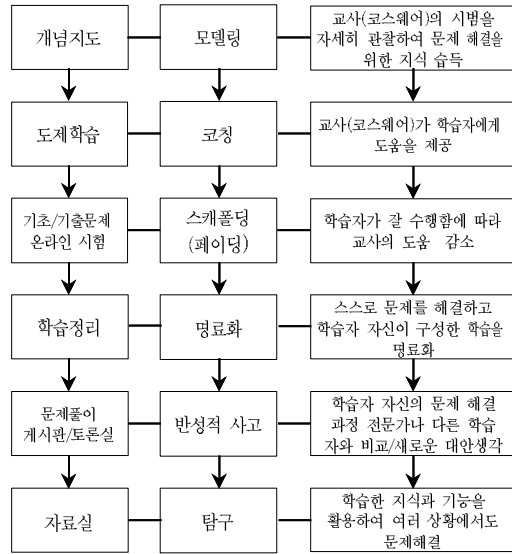 개념지도
모델링
교사(코스웨어)의 시범을
자세히 관찰하여 문제 해결을
위한 지식 습득
도제학습
코칭
교사(코스웨어)가 학습자에게
도움을 제공
기초/기출문제
온라인 시험
스캐폴딩
(페이딩)
학습자가 잘 수행함에 따라
교사의 도움 감소
학습정리
명료화
스스로 문제를 해결하고
학습자 자신이 구성한 학습을
명료화
문제풀이
게시판/토론실
반성적 사고
학습자 자신의 문제 해결
과정 전문가나 다른 학습
자와 비교/새로운 대안생각
자료실
탐구
학습한 지식과 기능을
활용하여 여러 상황에서도
문제해결